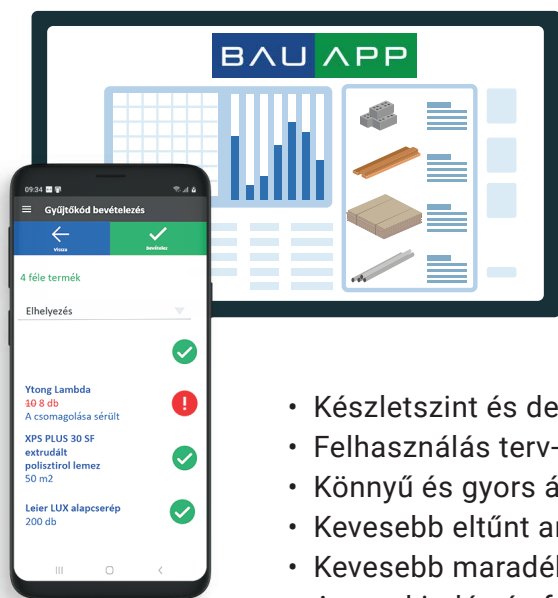 BAU APP
09:34
Gyűjtőkód bevételezés
Vissza
Bevételez
4 féle termék
Elhelyezés
Ytong Lambda
10 8 db
A csomagolása sérült
XPS PLUS 30 SF
extrudált
polisztirol lemez
50 m2
Leier LUX alapcserép
200 db
• Készletszint és de
• Felhasználás terv-
• Könnyű és gyors á
• Kevesebb eltűnt a
• Kevesebb maradé